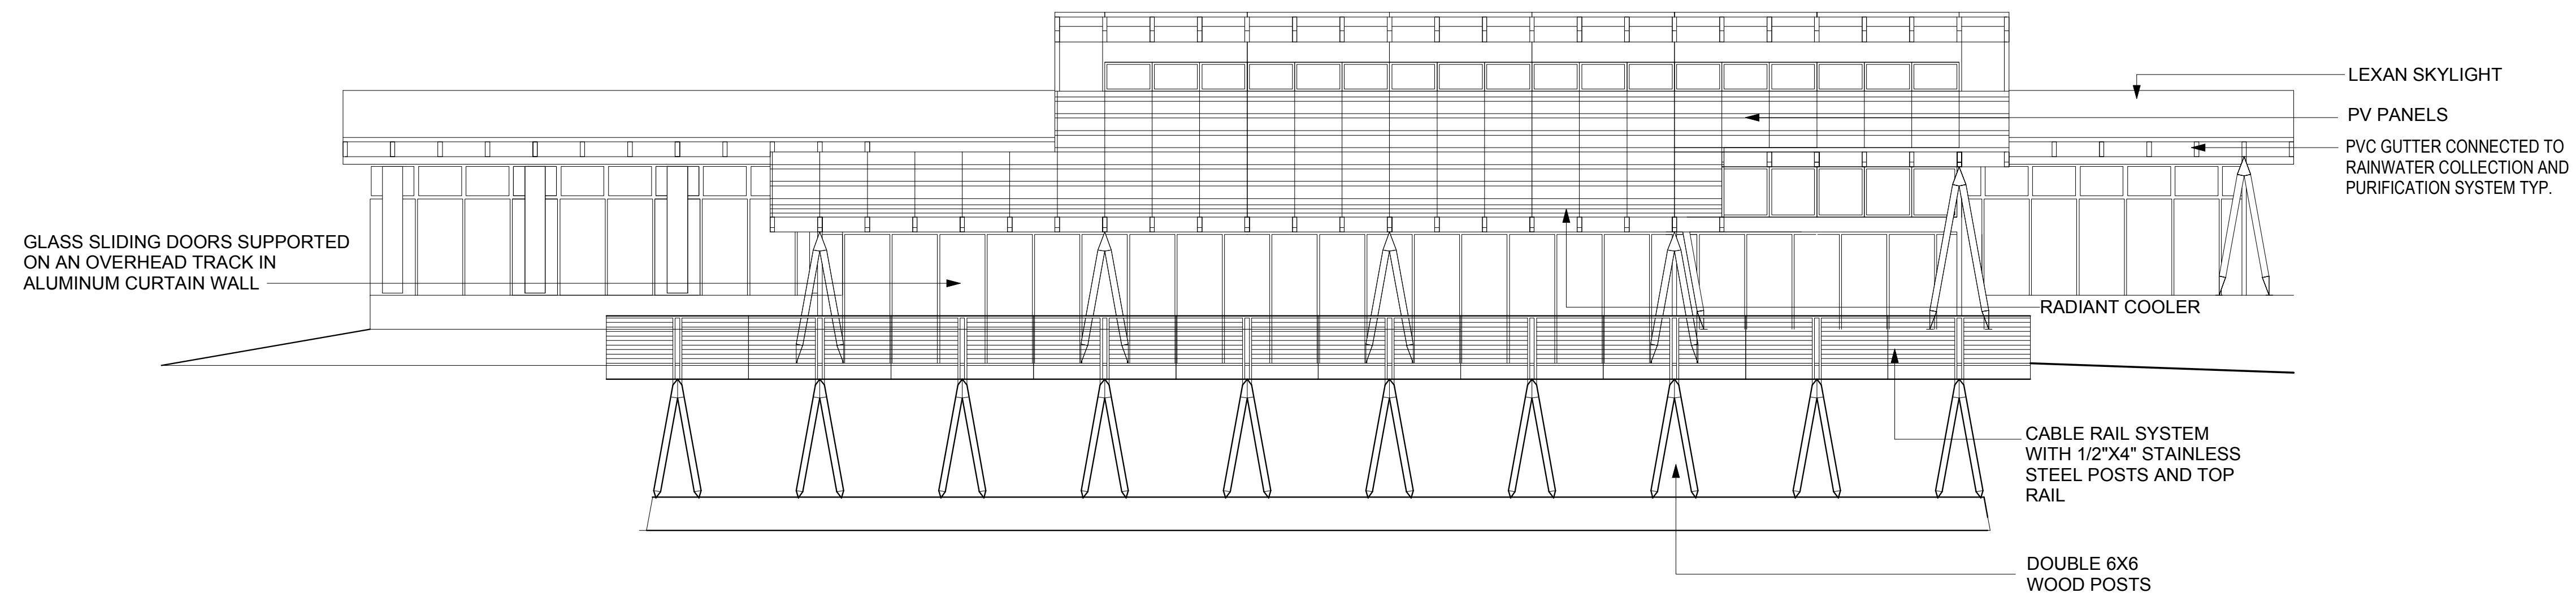 LEXAN SKYLIGHT
PV PANELS
PVC GUTTER CONNECTED TO
RAINWATER COLLECTION AND
PURIFICATION SYSTEM TYP.
GLASS SLIDING DOORS SUPPORTED
ON AN OVERHEAD TRACK IN
ALUMINUM CURTAIN WALL
RADIANT COOLER
CABLE RAIL SYSTEM
WITH 1/2"X4" STAINLESS
STEEL POSTS AND TOP
RAIL
DOUBLE 6X6
WOOD POSTS